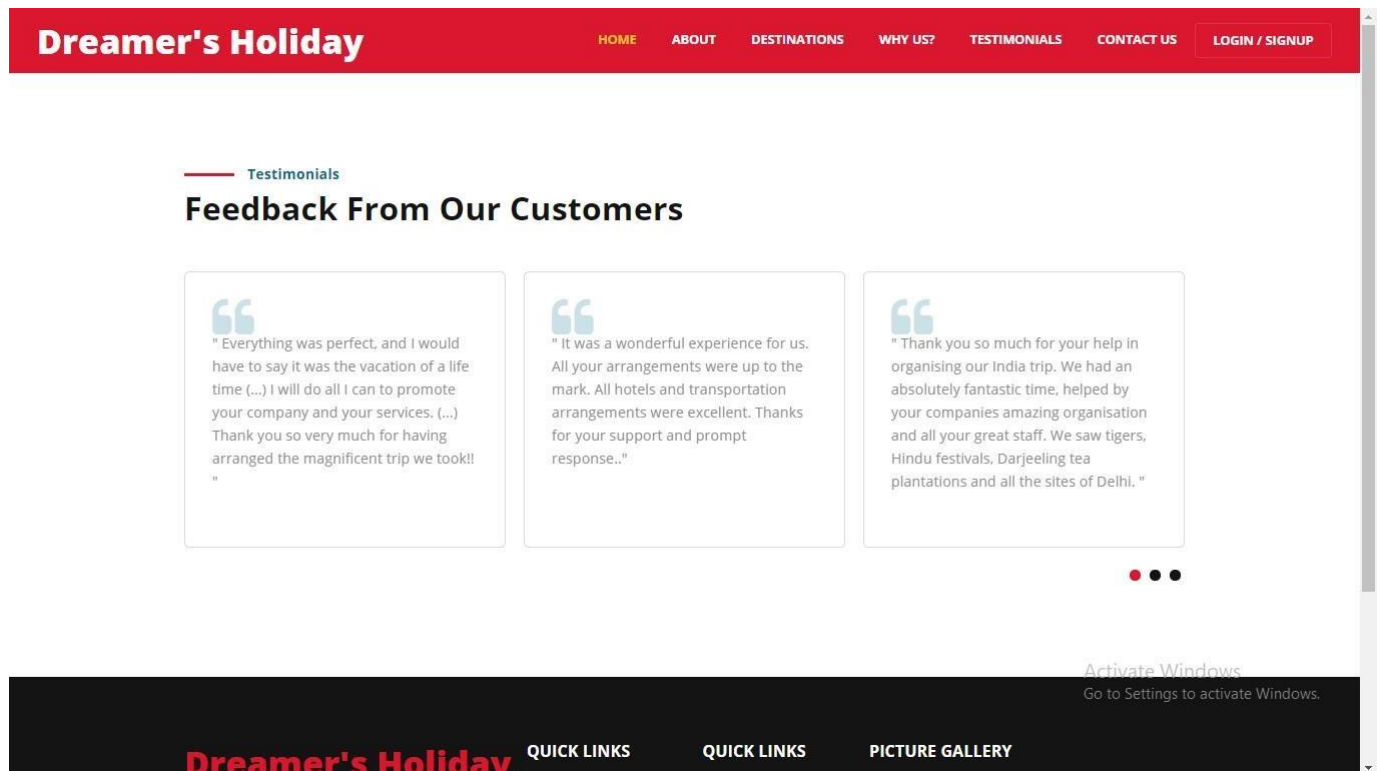 Dreamer's Holiday
HOME ABOUT DESTINATIONS WHY US? TESTIMONIALS CONTACT US LOGIN / SIGNUP
Testimonials
Feedback From Our Customers
" Everything was perfect, and I would
have to say it was the vacation of a life
time (...) I will do all I can to promote
your company and your services. (...)
Thank you so very much for having
arranged the magnificent trip we took!!
"
" It was a wonderful experience for us.
All your arrangements were up to the
mark. All hotels and transportation
arrangements were excellent. Thanks
for your support and prompt
response.."
" Thank you so much for your help in
organising our India trip. We had an
absolutely fantastic time, helped by
your companies amazing organisation
and all your great staff. We saw tigers,
Hindu festivals, Darjeeling tea
plantations and all the sites of Delhi. "
Activate Windows
Go to Settings to activate Windows.
Dreamer's Holiday
QUICK LINKS QUICK LINKS PICTURE GALLERY